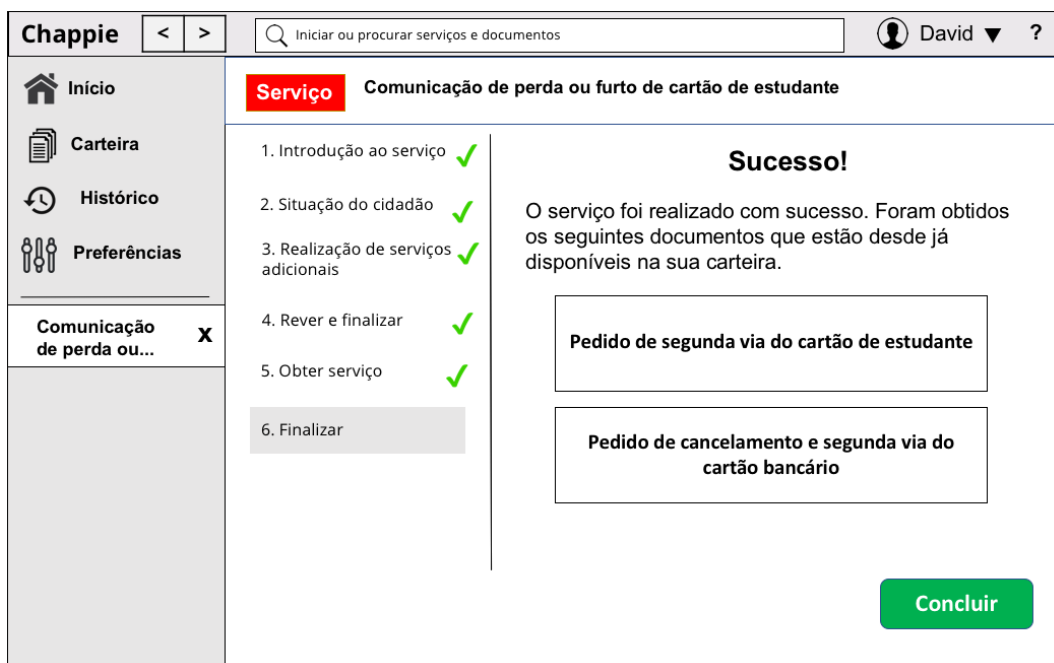 Chappie < > Iniciar ou procurar serviços e documentos David ▼ ?
Início
Carteira
Histórico
Preferências
Comunicação
de perda ou...
X
Serviço Comunicação de perda ou furto de cartão de estudante
1. Introdução ao serviço
2. Situação do cidadão
3. Realização de serviços
adicionais
4. Rever e finalizar
5. Obter serviço
6. Finalizar
Sucesso!
O serviço foi realizado com sucesso. Foram obtidos
os seguintes documentos que estão desde já
disponíveis na sua carteira.
Pedido de segunda via do cartão de estudante
Pedido de cancelamento e segunda via do
cartão bancário
Concluir